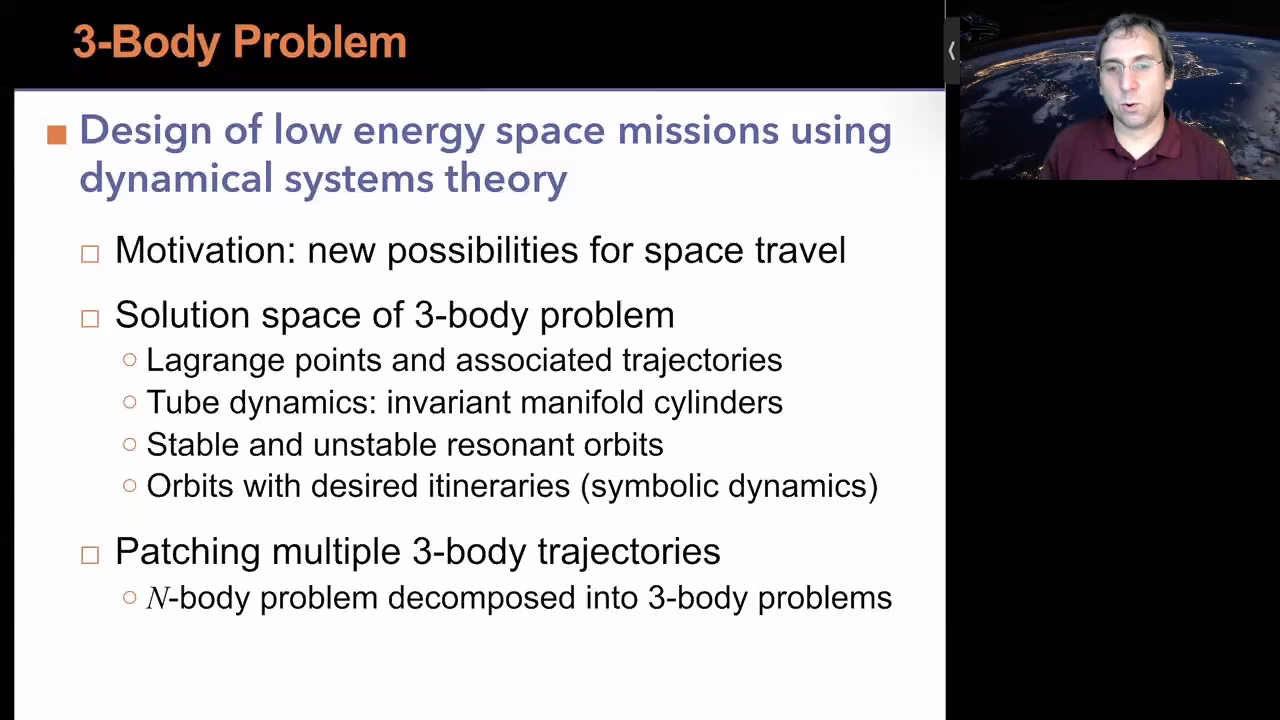 3-Body Problem
Design of low energy space missions using
dynamical systems theory
Motivation: new possibilities for space travel
Solution space of 3-body problem
Lagrange points and associated trajectories
Tube dynamics: invariant manifold cylinders
Stable and unstable resonant orbits
Orbits with desired itineraries (symbolic dynamics)
Patching multiple 3-body trajectories
N-body problem decomposed into 3-body problems